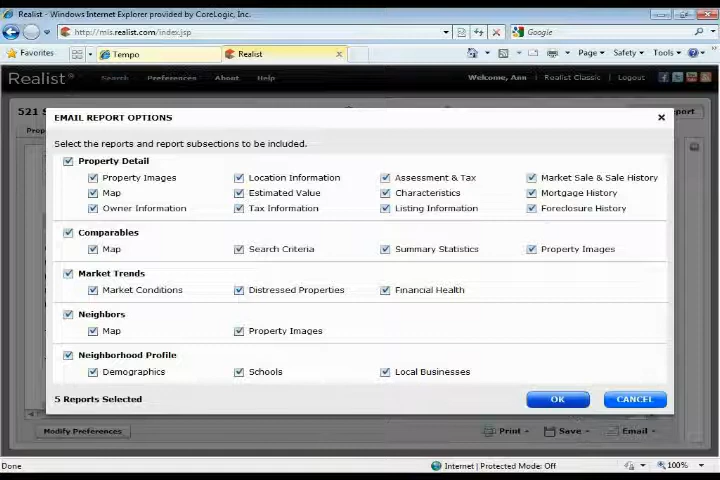 Realist - Windows Internet Explorer provided by CoreLogic, Inc.
http://mls.realist.com/index.jsp
Google
Favorites
Tempo
Realist
Page
Safety
Tools
Realist
Search
Preferences
About
Help
Welcome, Ann
Realist Classic
Logout
521 S
EMAIL REPORT OPTIONS
Select the reports and report subsections to be included.
Property Detail
Property Images
Location Information
Assessment & Tax
Market Sale & Sale History
Map
Estimated Value
Characteristics
Mortgage History
Owner Information
Tax Information
Listing Information
Foreclosure History
Comparables
Map
Search Criteria
Summary Statistics
Property Images
Market Trends
Market Conditions
Distressed Properties
Financial Health
Neighbors
Map
Property Images
Neighborhood Profile
Demographics
Schools
Local Businesses
5 Reports Selected
OK
CANCEL
Modify Preferences
Print
Save
Email
Done
Internet | Protected Mode: Off
100%